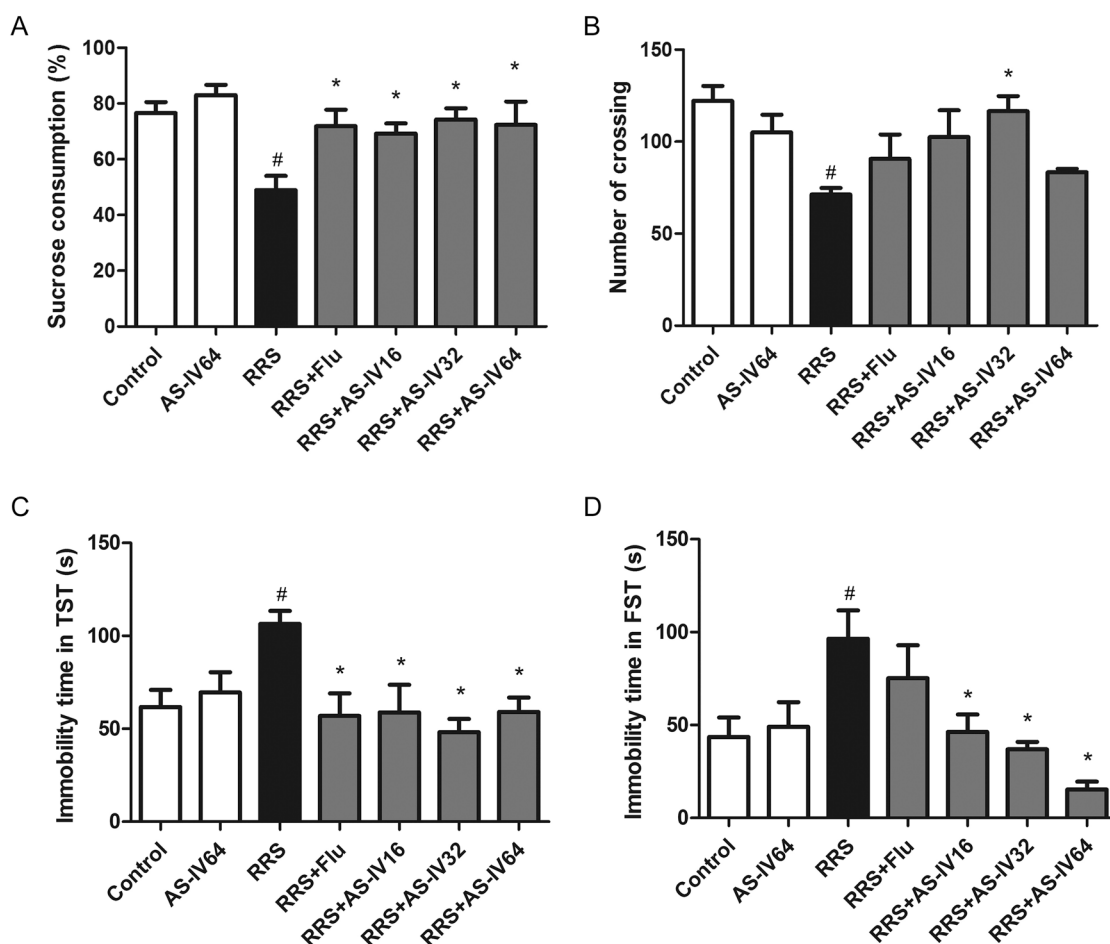 A
Sucrose consumption (%)
100
80
60
40
20
0
#
*
*
*
*
Control
AS-IV64
RRS
RRS+Flu
RRS+AS-IV16
RRS+AS-IV32
RRS+AS-IV64
B
Number of crossing
150
100
50
0
#
*
Control
AS-IV64
RRS
RRS+Flu
RRS+AS-IV16
RRS+AS-IV32
RRS+AS-IV64
C
Immobility time in TST (s)
150
100
50
0
#
*
*
*
*
Control
AS-IV64
RRS
RRS+Flu
RRS+AS-IV16
RRS+AS-IV32
RRS+AS-IV64
D
Immobility time in FST (s)
150
100
50
0
#
*
*
*
Control
AS-IV64
RRS
RRS+Flu
RRS+AS-IV16
RRS+AS-IV32
RRS+AS-IV64